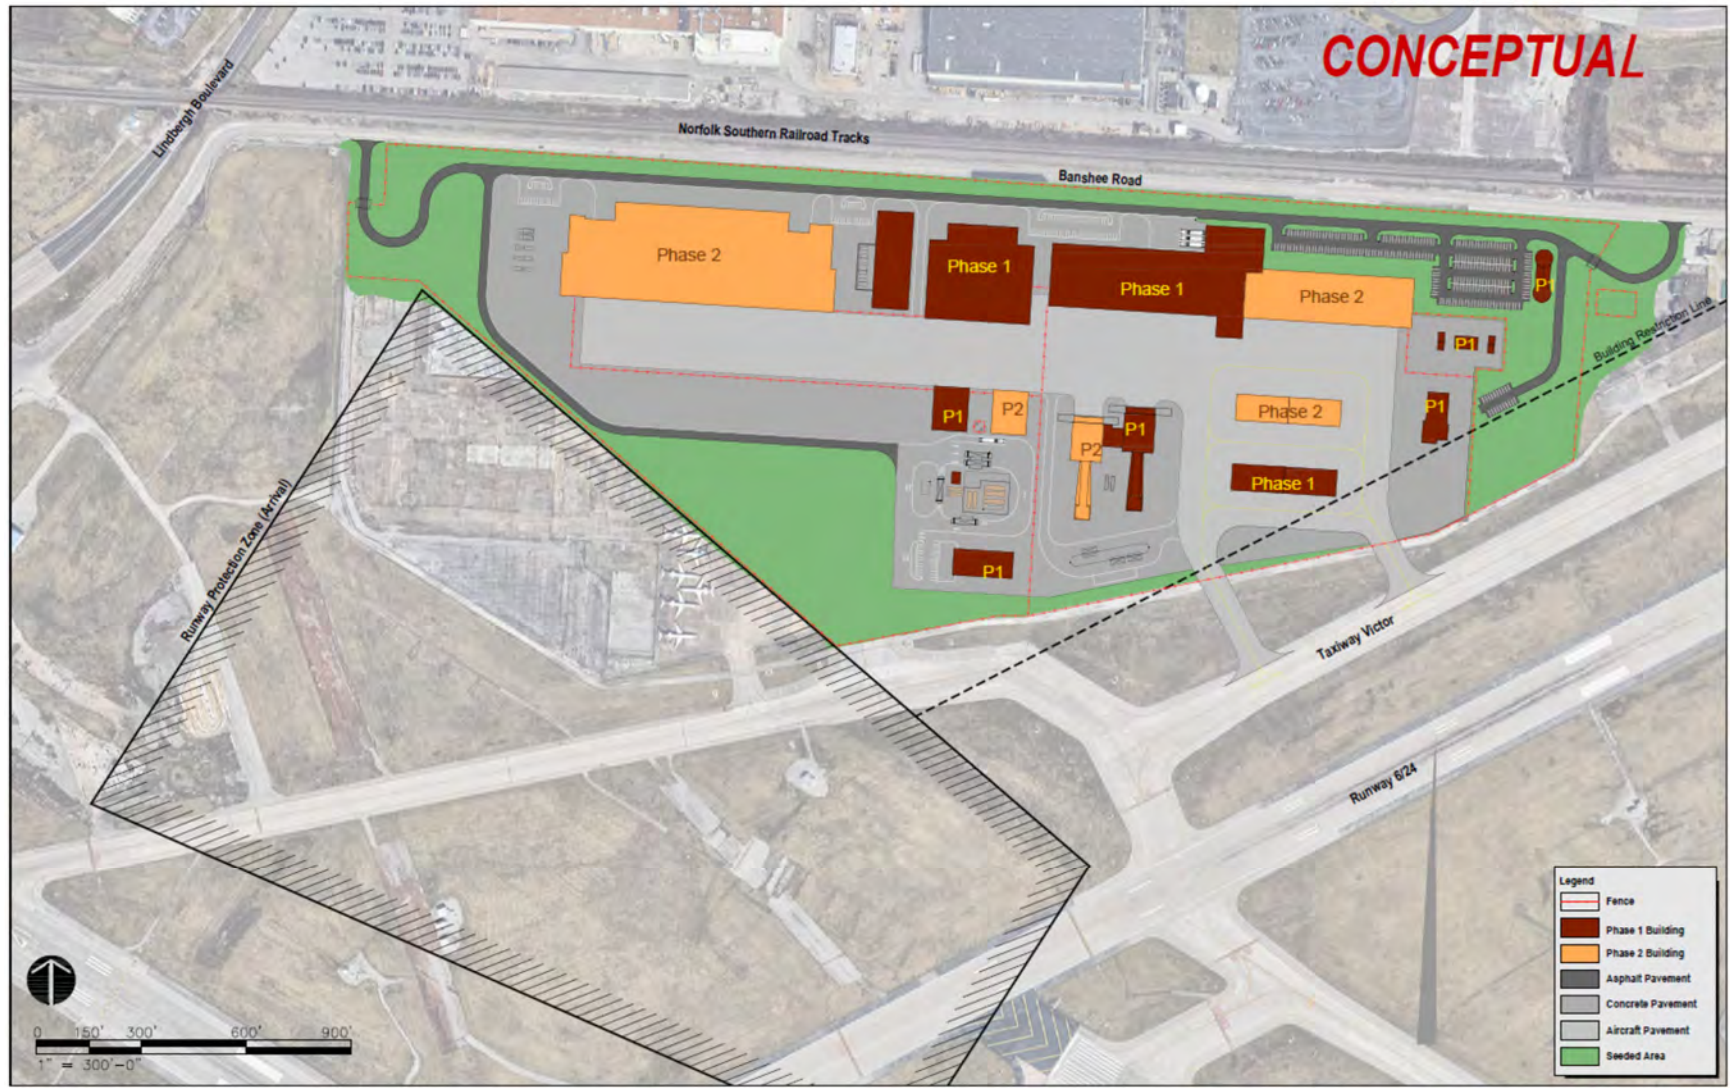 CONCEPTUAL
Lindbergh Boulevard
Norfolk Southern Railroad Tracks
Banshee Road
Phase 2
Phase 1
Phase 1
Phase 2
P1
Building Restriction Line
P1
P1
P2
P1
P2
Phase 2
P1
Phase 1
P1
Runway Protection Zone (Arrival)
Taxiway Victor
Runway 6/24
Legend
Fence
Phase 1 Building
Phase 2 Building
Asphalt Pavement
Concrete Pavement
Aircraft Pavement
Seeded Area
0 150' 300' 600' 900'
1" = 300'-0"